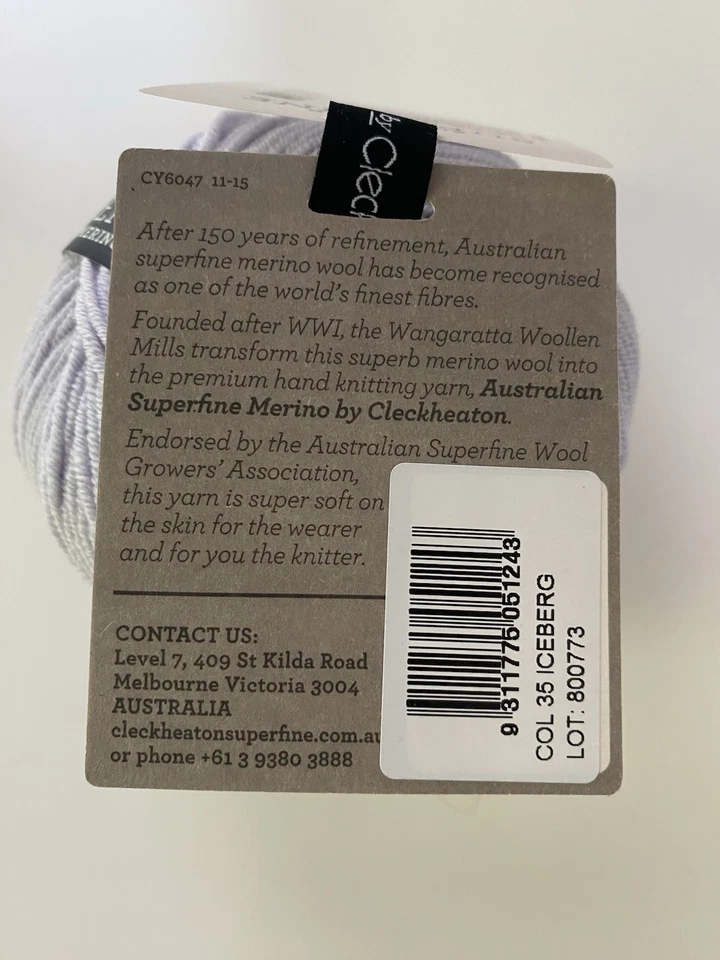 by Cleck
CY6047 11-15
After 150 years of refinement, Australian
superfine merino wool has become recognised
as one of the world's finest fibres.
Founded after WWI, the Wangaratta Woollen
Mills transform this superb merino wool into
the premium hand knitting yarn, Australian
Superfine Merino by Cleckheaton.
Endorsed by the Australian Superfine Wool
Growers' Association,
this yarn is super soft on
the skin for the wearer
and for you the knitter.
CONTACT US:
Level 7, 409 St Kilda Road
Melbourne Victoria 3004
AUSTRALIA
cleckheatonsuperfine.com.au
or phone +61 3 9380 3888
9 311775 051243
COL 35 ICEBERG
LOT: 800773